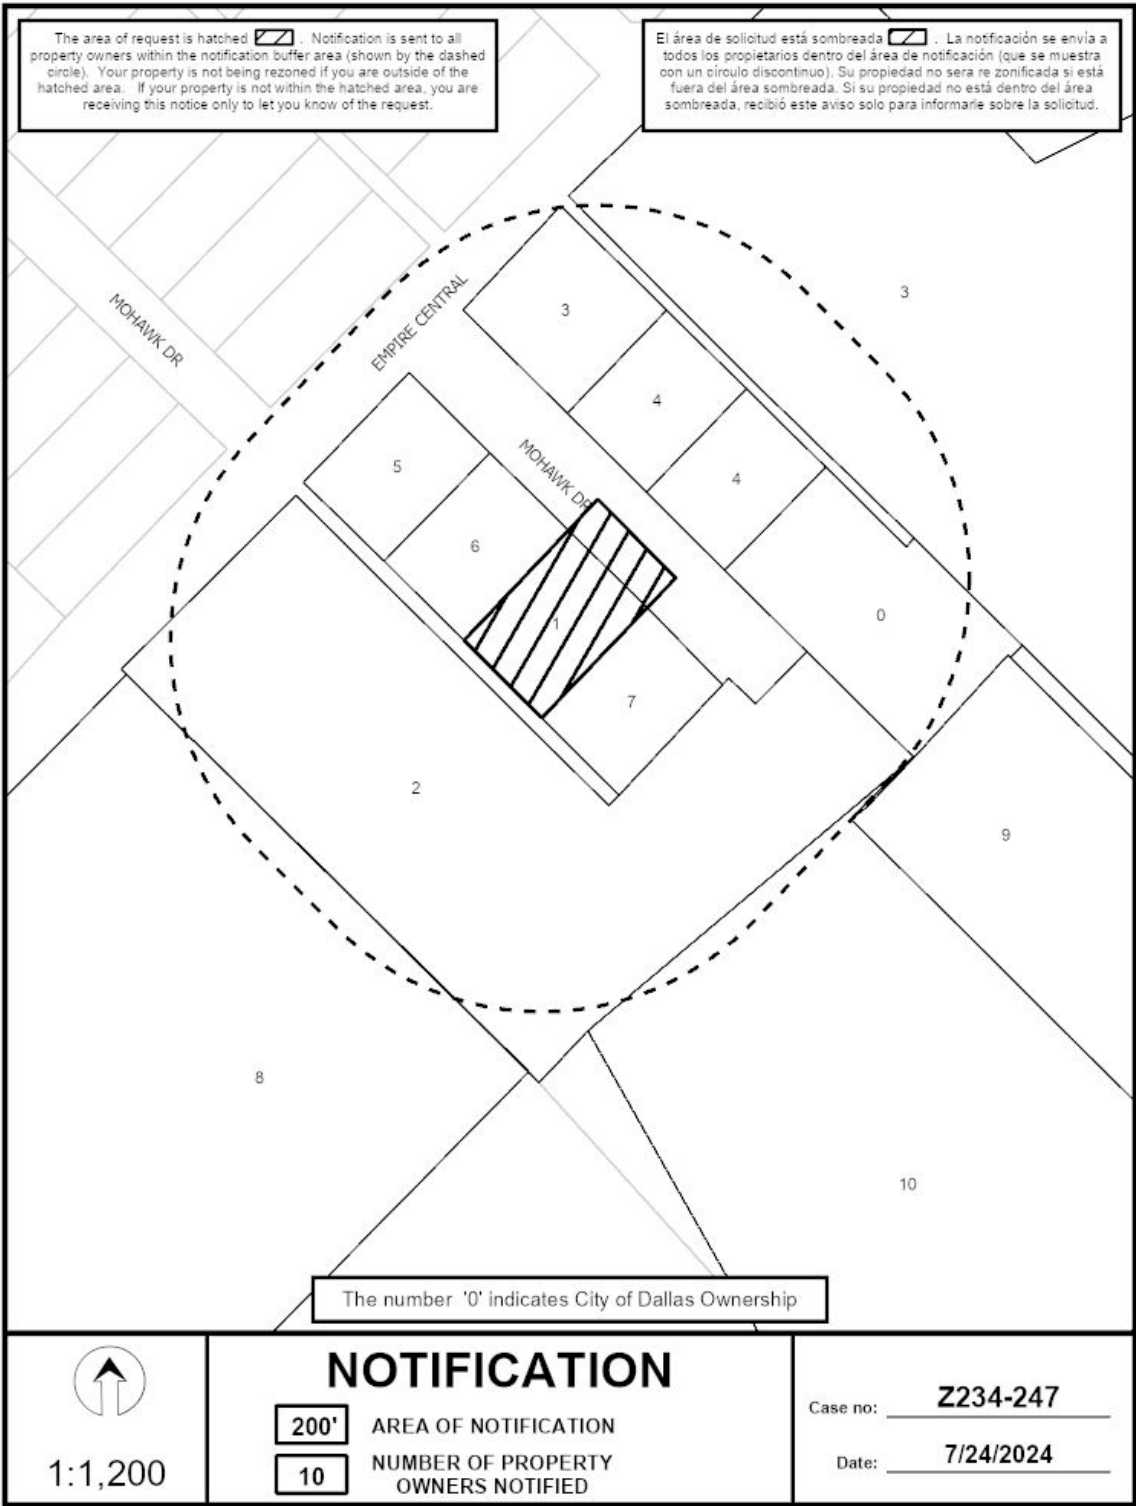 The area of request is hatched . Notification is sent to all
property owners within the notification buffer area (shown by the dashed
circle). Your property is not being rezoned if you are outside of the
hatched area. If your property is not within the hatched area, you are
receiving this notice only to let you know of the request.
El área de solicitud está sombreada . La notificación se envía a
todos los propietarios dentro del área de notificación (que se muestra
con un círculo discontinuo). Su propiedad no sera re zonificada si está
fuera del área sombreada. Si su propiedad no está dentro del área
sombreada, recibió este aviso solo para informarle sobre la solicitud.
3
MOHAWK DR
EMPIRE CENTRAL
3
4
MOHAWK DR
5
4
6
1
0
7
2
9
8
10
The number '0' indicates City of Dallas Ownership
1:1,200
NOTIFICATION
200' AREA OF NOTIFICATION
10 NUMBER OF PROPERTY
OWNERS NOTIFIED
Case no: Z234-247
Date: 7/24/2024